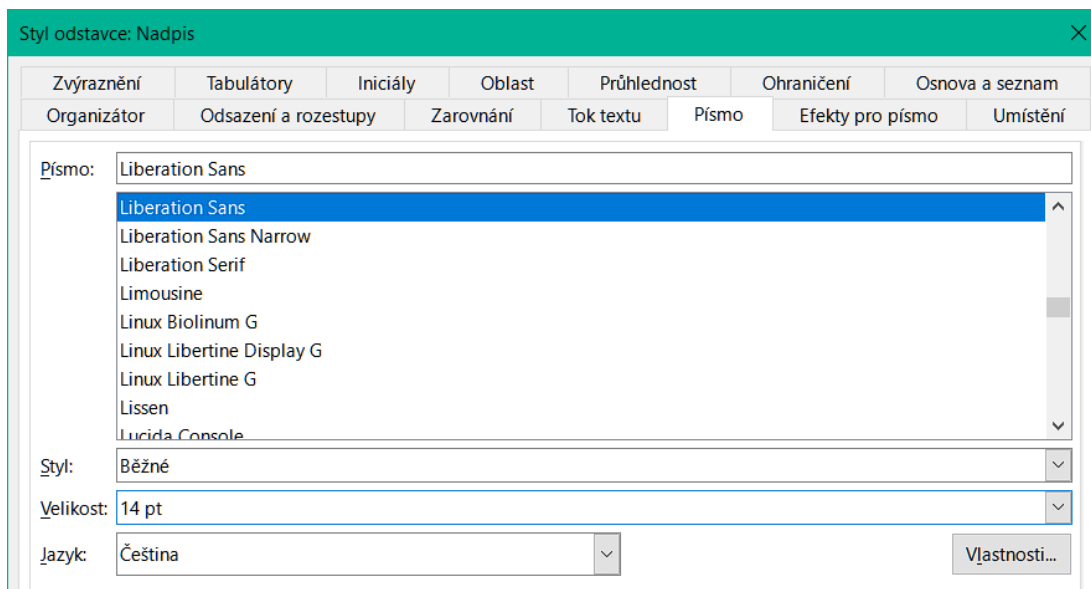 Styl odstavce: Nadpis
Zvýraznění Tabulátory Iniciály Oblast Průhlednost Ohraničení Osnova a seznam
Organizátor Odsazení a rozestupy Zarovnání Tok textu Písmo Efekty pro písmo Umístění
Písmo: Liberation Sans
Liberation Sans
Liberation Sans Narrow
Liberation Serif
Limousine
Linux Biolinum G
Linux Libertine Display G
Linux Libertine G
Lissen
Lucida Console
Styl: Běžné
Velikost: 14 pt
Jazyk: Čeština Vlastnosti...